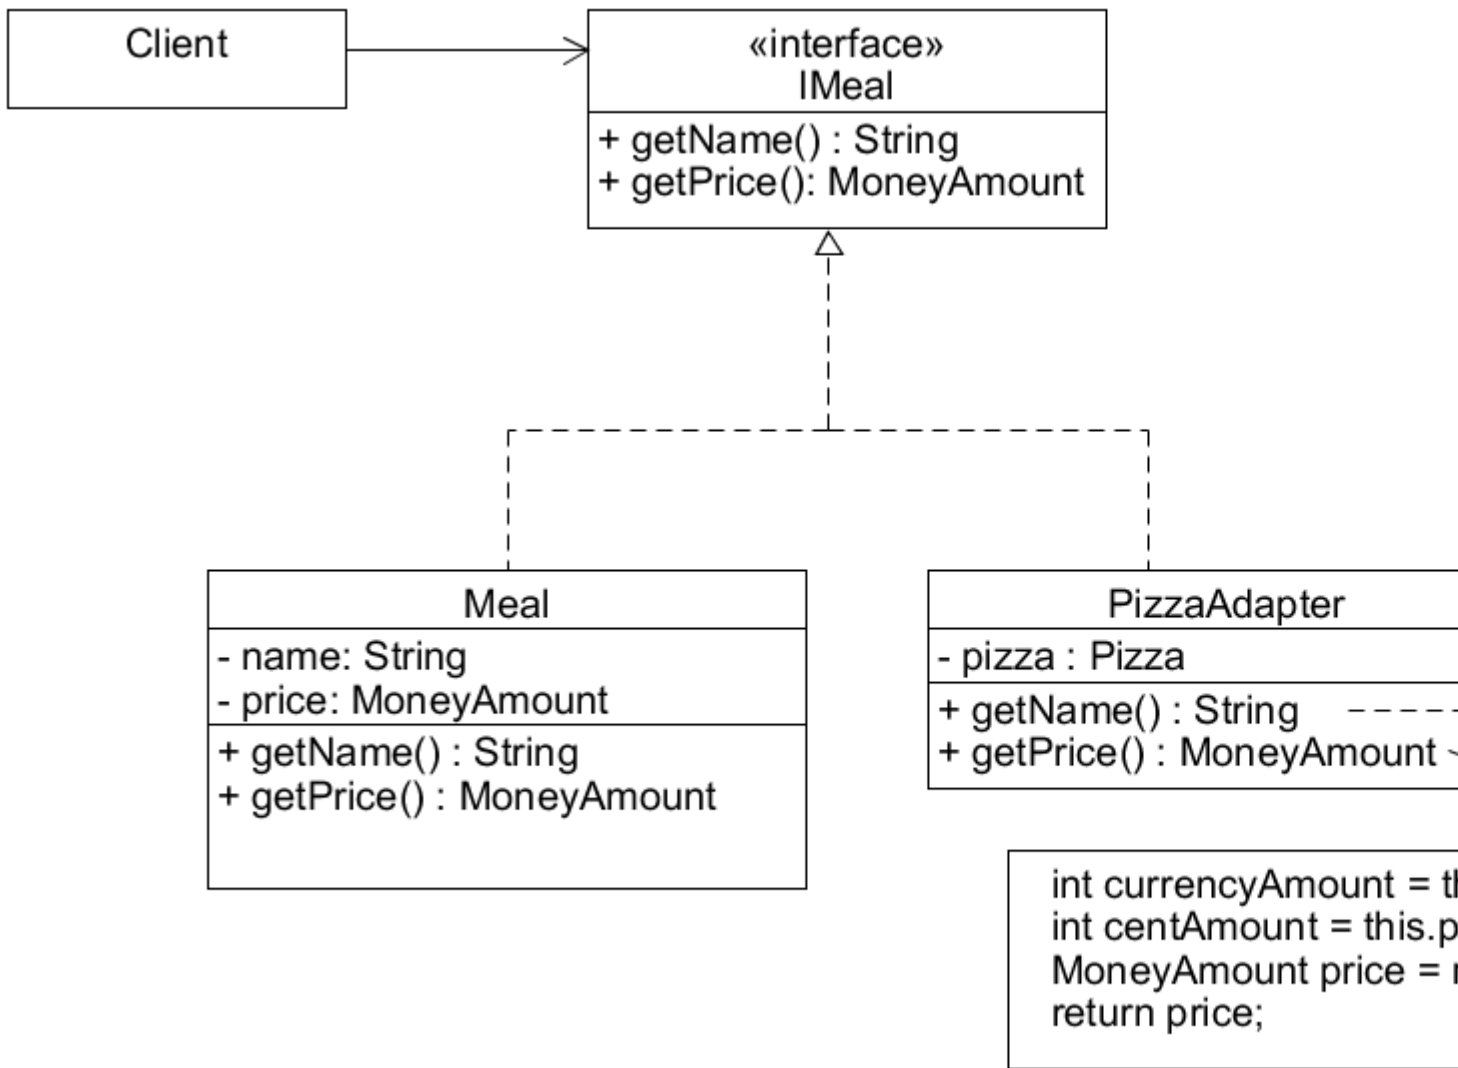 Client
«interface»
IMeal
+ getName() : String
+ getPrice(): MoneyAmount
Meal
- name: String
- price: MoneyAmount
+ getName() : String
+ getPrice() : MoneyAmount
PizzaAdapter
- pizza : Pizza
+ getName() : String
+ getPrice() : MoneyAmount
int currencyAmount =
int centAmount =
MoneyAmount price =
return price;